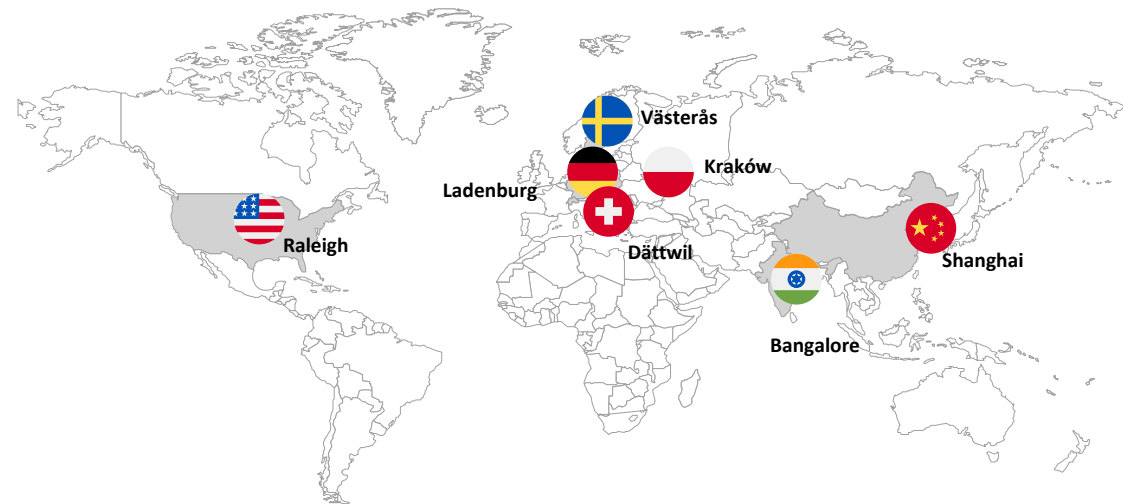 Västerås
Kraków
Ladenburg
Raleigh
Dättwil
Shanghai
Bangalore